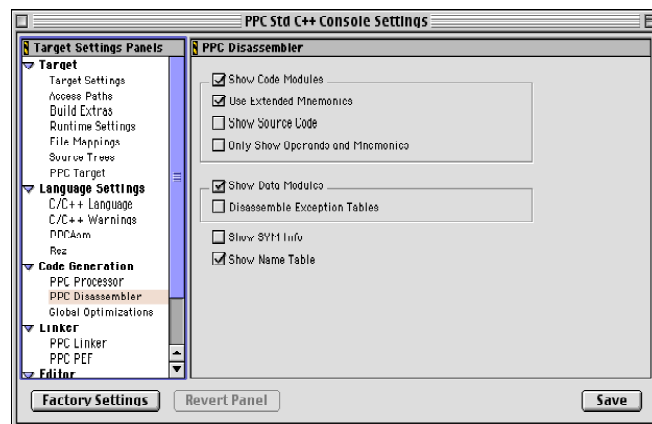 PPC Std C++ Console Settings
Target Settings Panels
Target
Target Settings
Access Paths
Build Extras
Runtime Settings
File Mappings
Source Trees
PPC Target
Language Settings
C/C++ Language
C/C++ Warnings
PPCAsm
Rez
Code Generation
PPC Processor
PPC Disassembler
Global Optimizations
Linker
PPC Linker
PPC PEF
Editor
PPC Disassembler
Show Code Modules
Use Extended Mnemonics
Show Source Code
Only Show Operands and Mnemonics
Show Data Modules
Disassemble Exception Tables
Show SYM Info
Show Name Table
Factory Settings
Revert Panel
Save